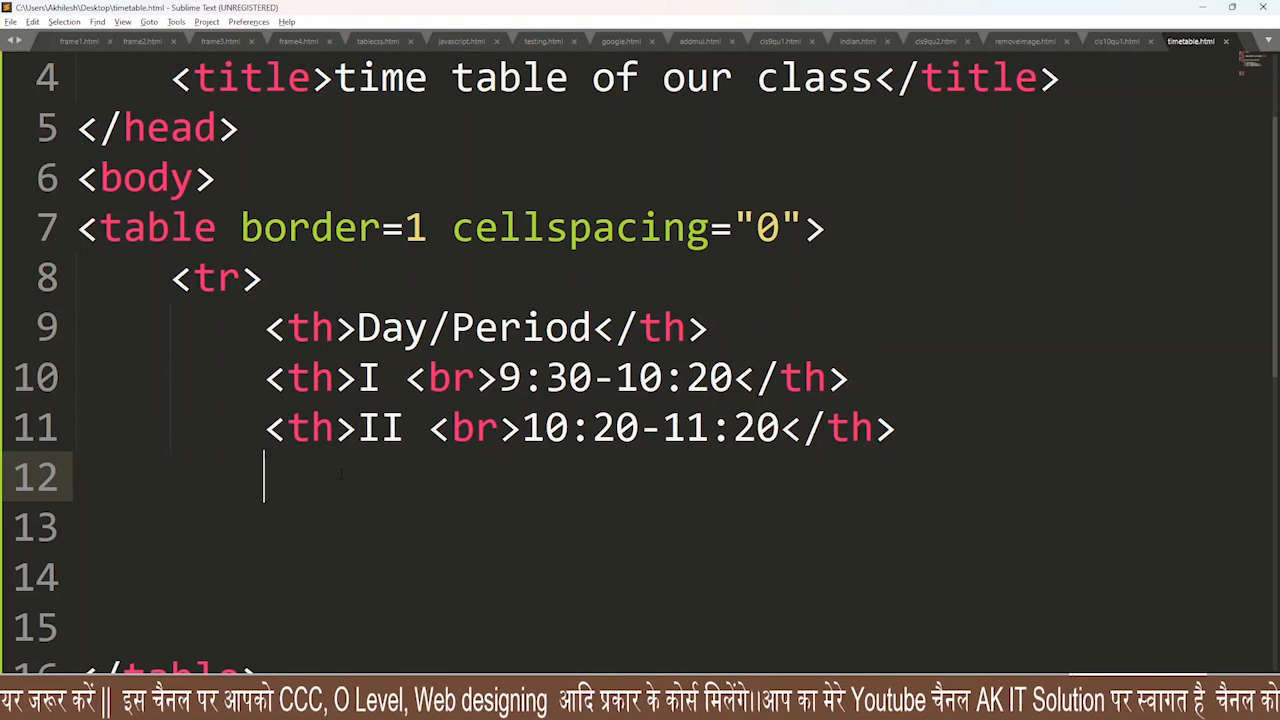 C:\Users\Akhilesh\Desktop\timetable.html - Sublime Text (UNREGISTERED)
File Edit Selection Find View Goto Tools Project Preferences Help
frame1.html frame2.html frame3.html frame4.html tablecss.html javascript.html testing.html google.html addmul.html cls9qu1.html indian.html cls9qu2.html removeimage.html cls10qu1.html timetable.html
4 <title>time table of our class</title>
5 </head>
6 <body>
7 <table border=1 cellspacing="0">
8 <tr>
9 <th>Day/Period</th>
10 <th>I <br>9:30-10:20</th>
11 <th>II <br>10:20-11:20</th>
12
13
14
15
16 </table>
यर जरूर करें || इस चैनल पर आपको CCC, O Level, Web designing आदि प्रकार के कोर्स मिलेंगे।।आप का मेरे Youtube चैनल AK IT Solution पर स्वागत है चैनल को